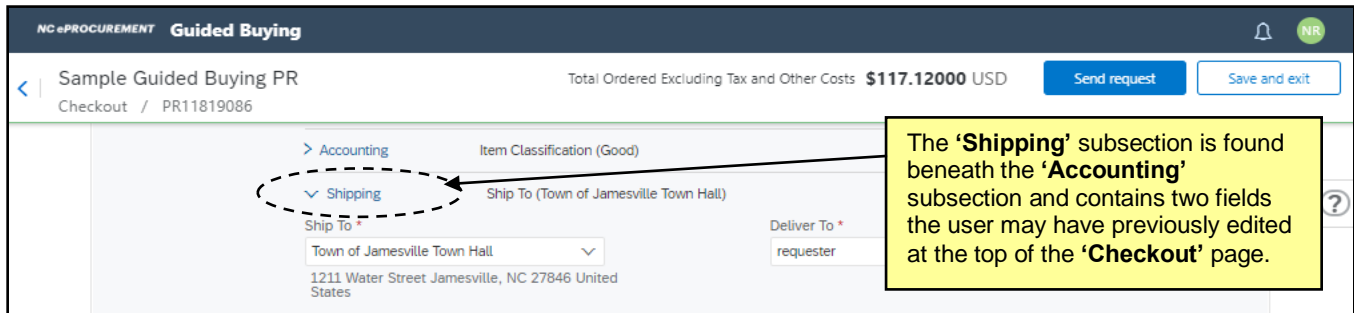 NC ePROCUREMENT Guided Buying
NR
Sample Guided Buying PR
Total Ordered Excluding Tax and Other Costs $117.12000 USD
Send request
Save and exit
Checkout / PR11819086
Accounting
Item Classification (Good)
Shipping
Ship To (Town of Jamesville Town Hall)
Ship To *
Deliver To *
Town of Jamesville Town Hall
requester
1211 Water Street Jamesville, NC 27846 United
States
The ‘Shipping’ subsection is found
beneath the ‘Accounting’
subsection and contains two fields
the user may have previously edited
at the top of the ‘Checkout’ page.
?